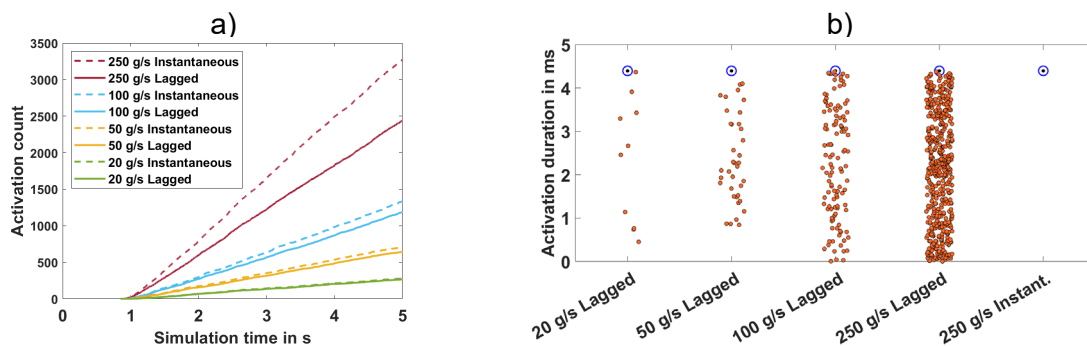 a)
Activation count
3500
3000
2500
2000
1500
1000
500
0
250 g/s Instantaneous
250 g/s Lagged
100 g/s Instantaneous
100 g/s Lagged
50 g/s Instantaneous
50 g/s Lagged
20 g/s Instantaneous
20 g/s Lagged
0 1 2 3 4 5
Simulation time in s
b)
Activation duration in ms
5
4
3
2
1
0
20 g/s Lagged
50 g/s Lagged
100 g/s Lagged
250 g/s Lagged
250 g/s Instant.